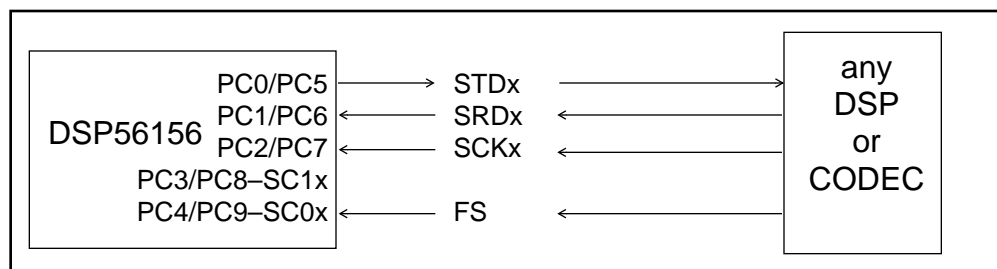 DSP56156
PC0/PC5 STDx
PC1/PC6 SRDx
PC2/PC7 SCKx
PC3/PC8–SC1x
PC4/PC9–SC0x FS
any
DSP
or
CODEC